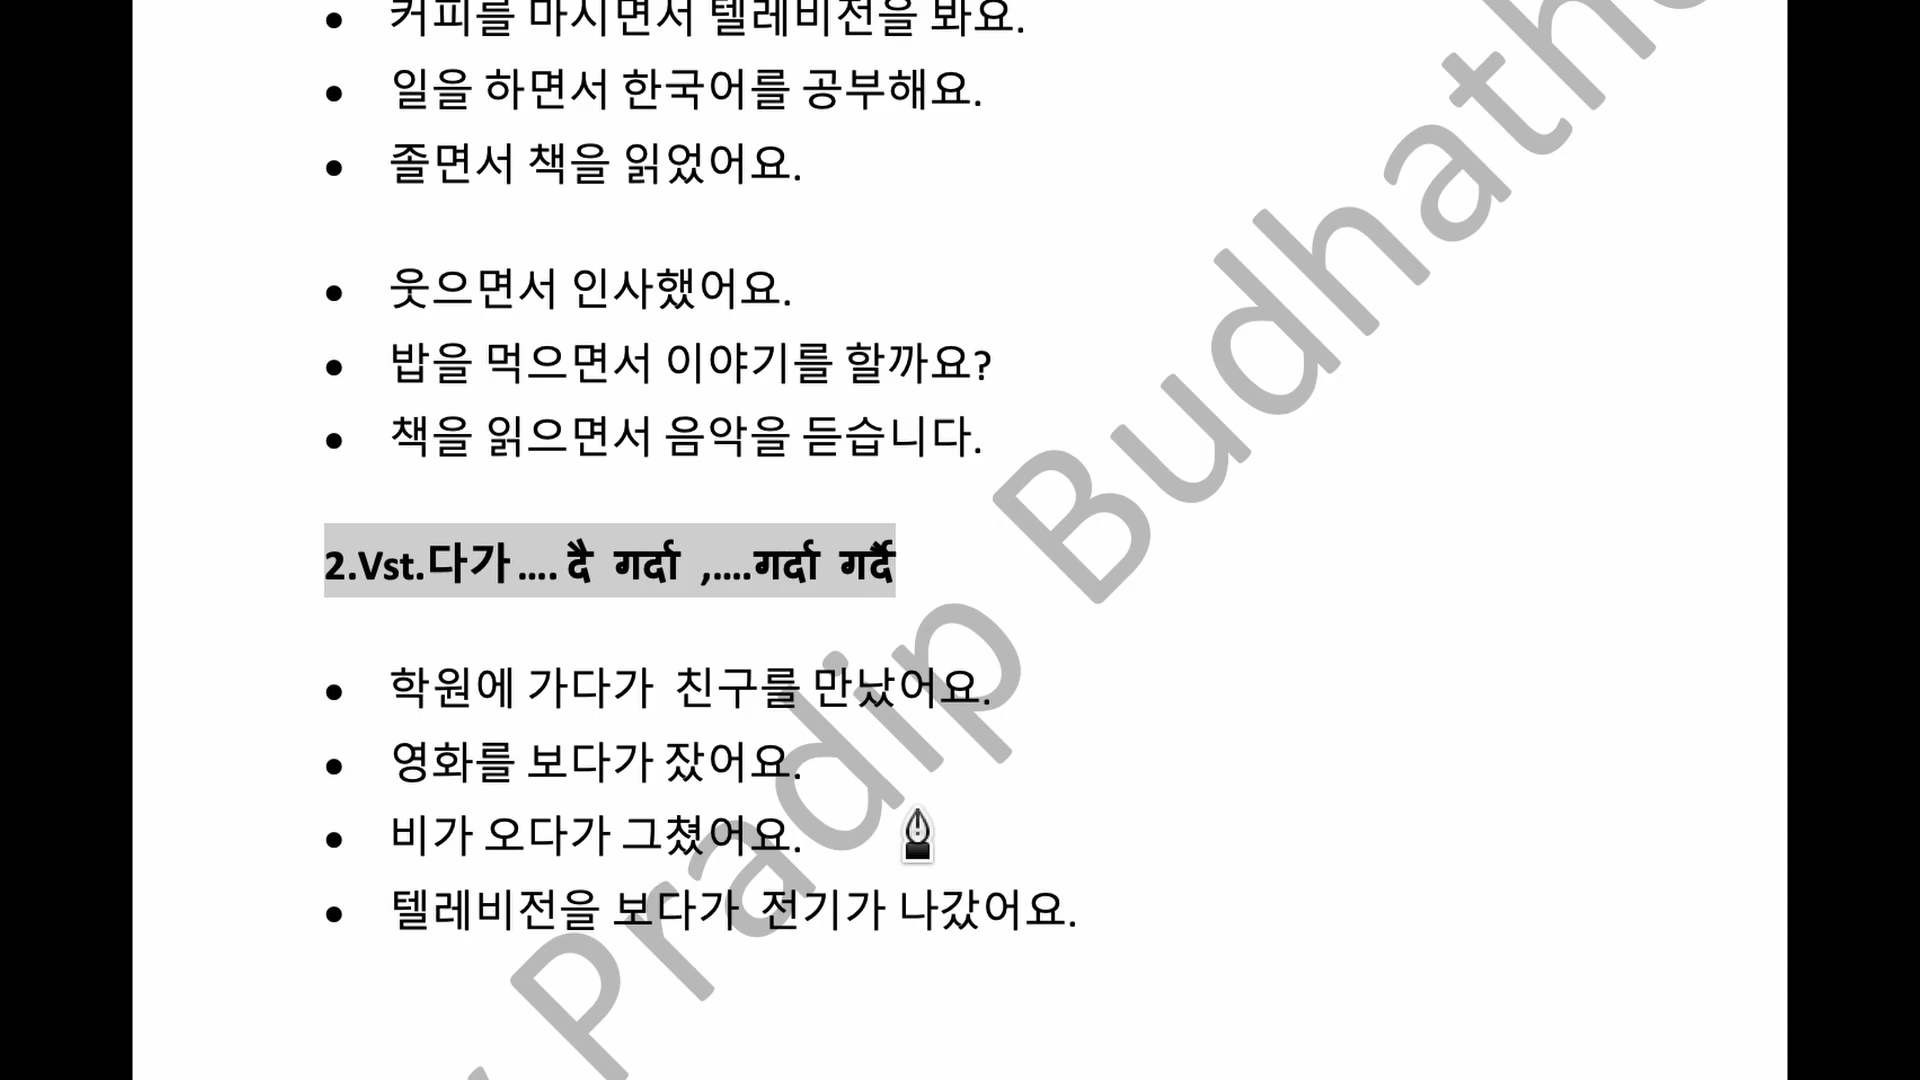 • 커피를 마시면서 텔레비전을 봐요.
• 일을 하면서 한국어를 공부해요.
• 졸면서 책을 읽었어요.
• 웃으면서 인사했어요.
• 밥을 먹으면서 이야기를 할까요?
• 책을 읽으면서 음악을 듣습니다.
2.Vst.다가 .... दै गर्दा ,....गर्दा गर्दै
• 학원에 가다가 친구를 만났어요.
• 영화를 보다가 잤어요.
• 비가 오다가 그쳤어요.
• 텔레비전을 보다가 전기가 나갔어요.
Pradip Budhath